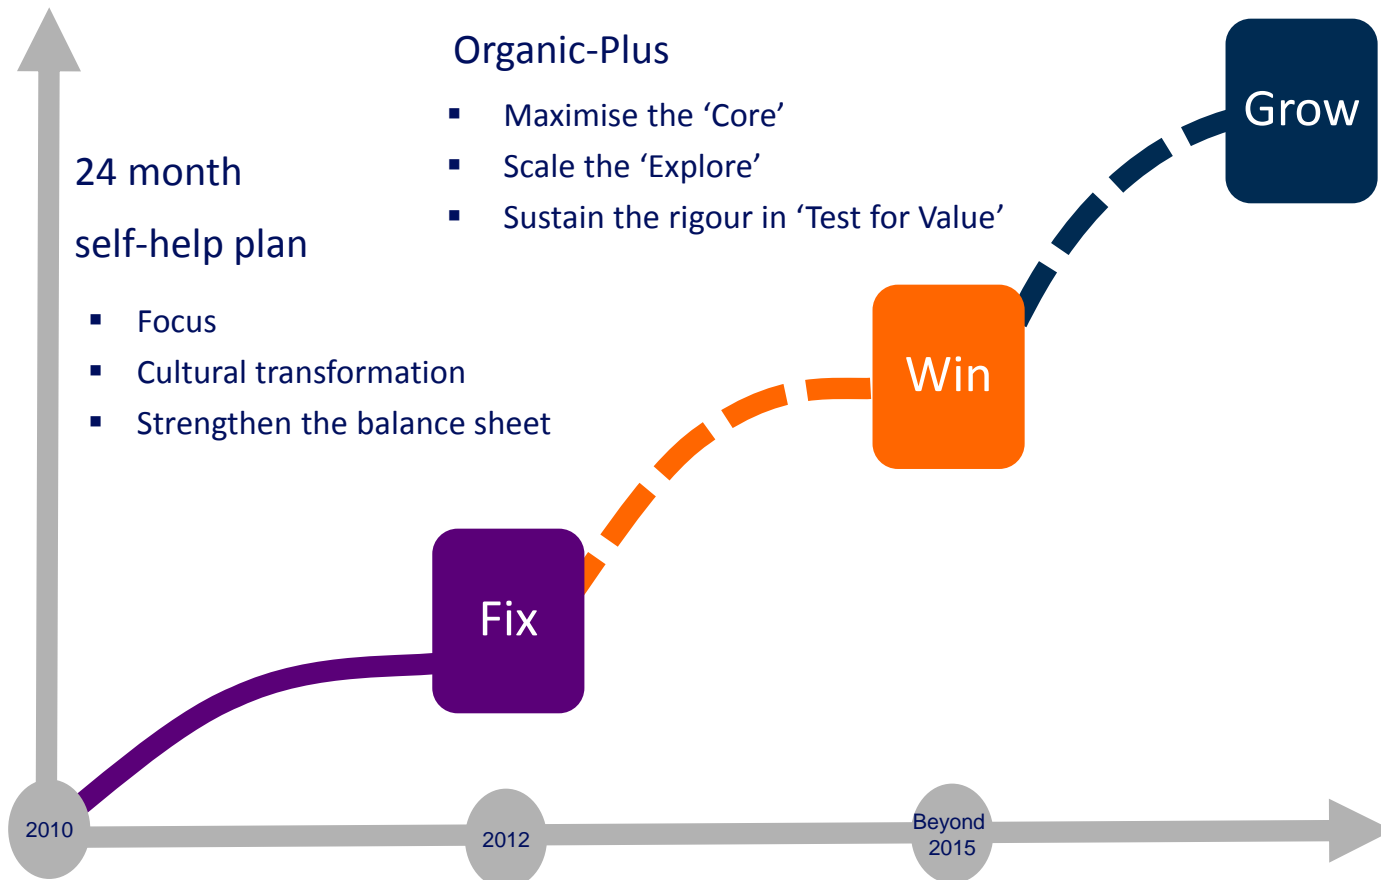 Organic-Plus
Maximise the ‘Core’
Scale the ‘Explore’
Sustain the rigour in ‘Test for Value’
24 month
self-help plan
Focus
Cultural transformation
Strengthen the balance sheet
Grow
Win
Fix
2010
2012
Beyond
2015